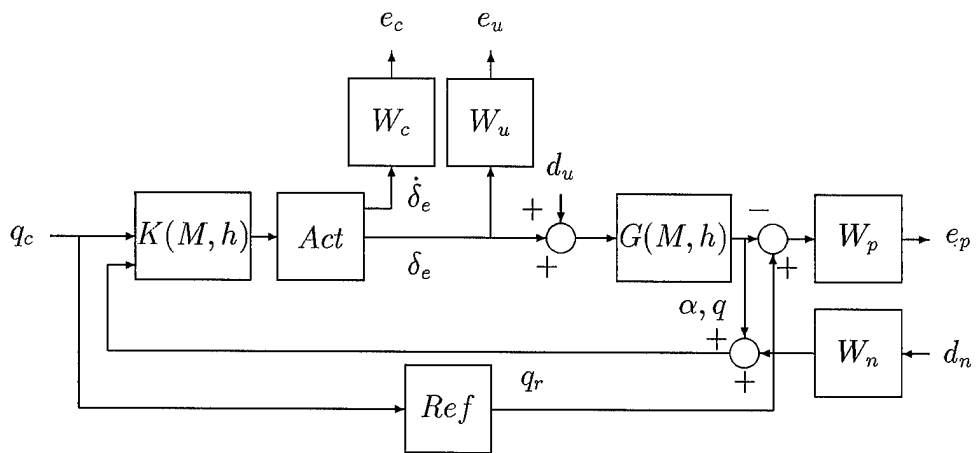 e_c e_u
W_c W_u
d_u
δ̇_e
+ −
q_c K(M, h) Act G(M, h) W_p e_p
δ_e + +
α, q
+ W_n d_n
q_r +
Ref